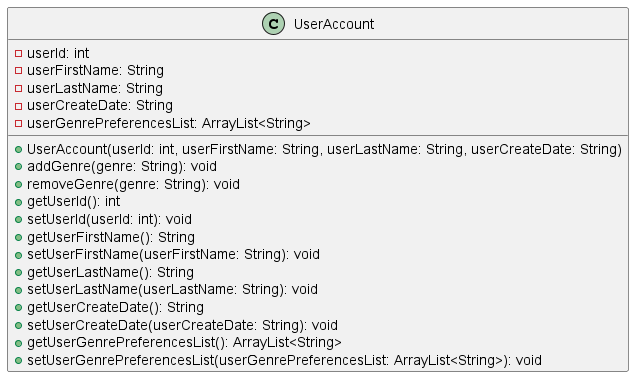 C UserAccount
userId: int
userFirstName: String
userLastName: String
userCreateDate: String
userGenrePreferencesList: ArrayList<String>
UserAccount(userId: int, userFirstName: String, userLastName: String, userCreateDate: String)
addGenre(genre: String): void
removeGenre(genre: String): void
getUserId(): int
setUserId(userId: int): void
getUserFirstName(): String
setUserFirstName(userFirstName: String): void
getUserLastName(): String
setUserLastName(userLastName: String): void
getUserCreateDate(): String
setUserCreateDate(userCreateDate: String): void
getUserGenrePreferencesList(): ArrayList<String>
setUserGenrePreferencesList(userGenrePreferencesList: ArrayList<String>): void